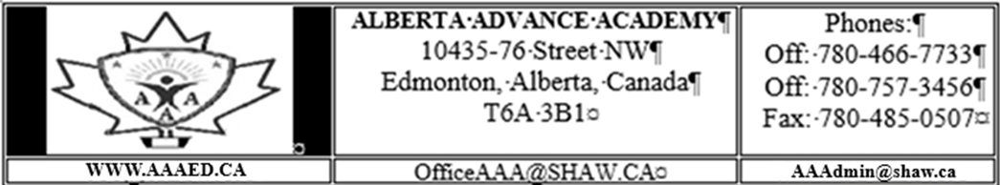 A A A
A A
A
ALBERTA·ADVANCE·ACADEMY¶
10435-76·Street·NW¶
Edmonton,·Alberta,·Canada¶
T6A·3B1¤
Phones:¶
Off:·780-466-7733¶
Off:·780-757-3456¶
Fax:·780-485-0507¤
¤
WWW.AAAED.CA
OfficeAAA@SHAW.CA¤
AAAdmin@shaw.ca